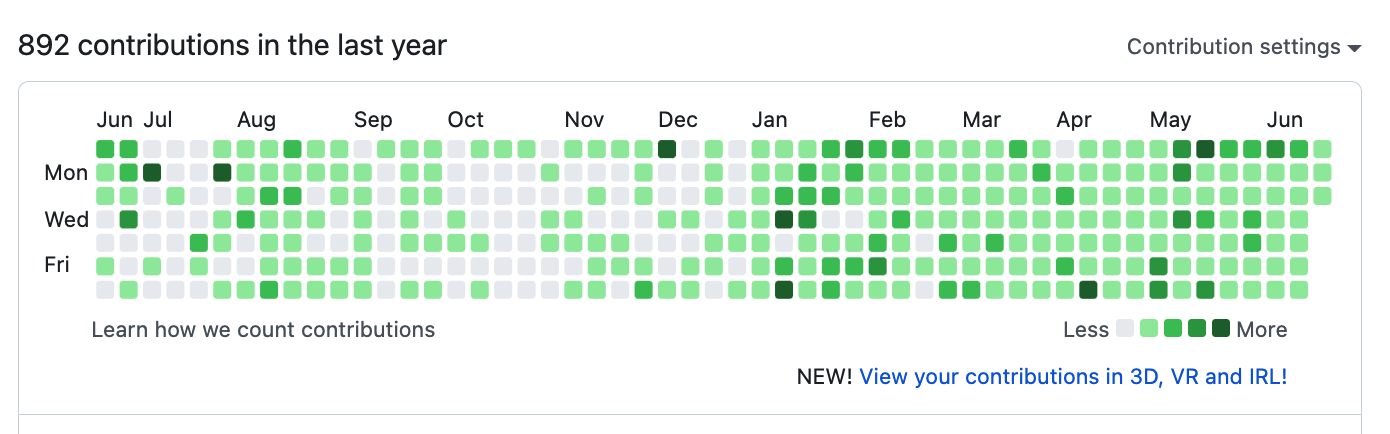 892 contributions in the last year
Contribution settings
Jun Jul Aug Sep Oct Nov Dec Jan Feb Mar Apr May Jun
Mon
Wed
Fri
Learn how we count contributions
Less More
NEW! View your contributions in 3D, VR and IRL!